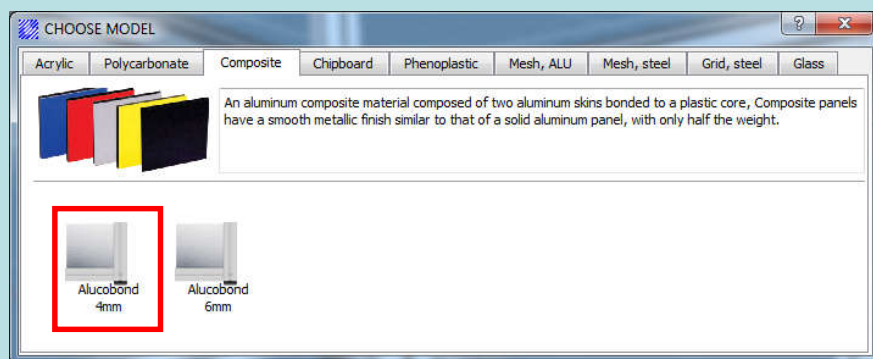 CHOOSE MODEL
Acrylic Polycarbonate Composite Chipboard Phenoplastic Mesh, ALU Mesh, steel Grid, steel Glass
An aluminum composite material composed of two aluminum skins bonded to a plastic core, Composite panels
have a smooth metallic finish similar to that of a solid aluminum panel, with only half the weight.
Alucobond Alucobond
4mm 6mm